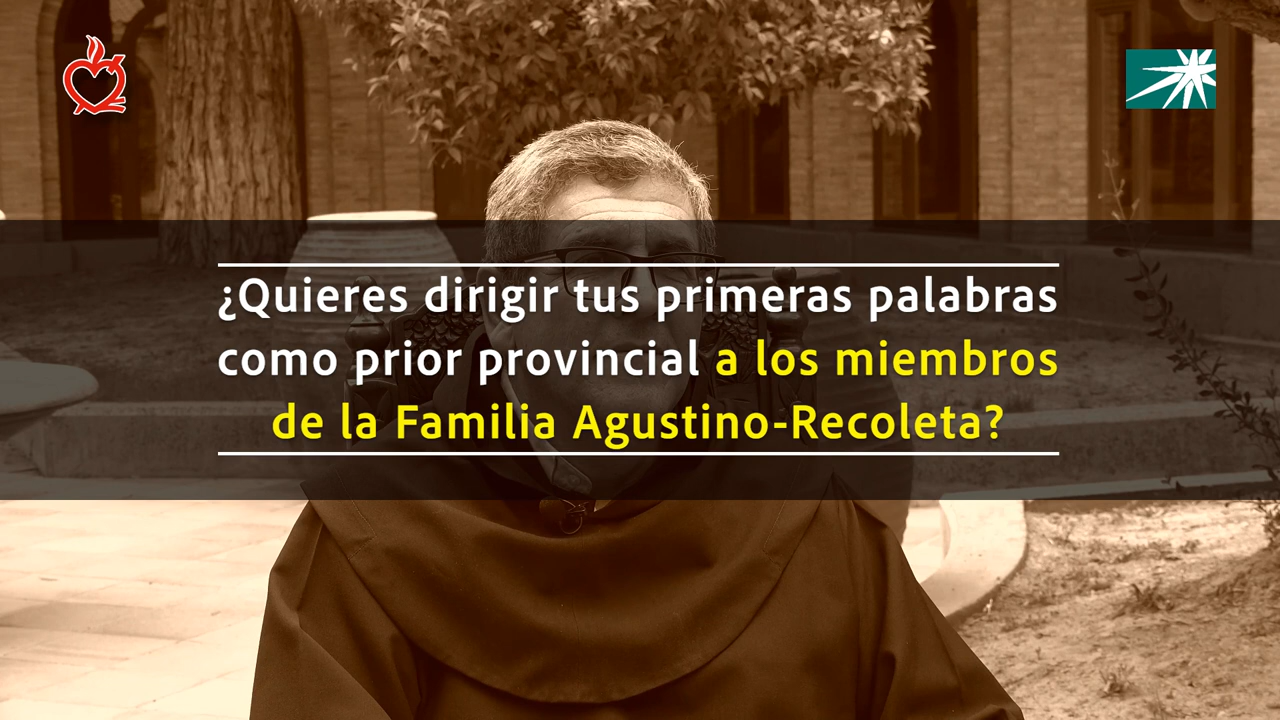 ¿Quieres dirigir tus primeras palabras
como prior provincial a los miembros
de la Familia Agustino-Recoleta?